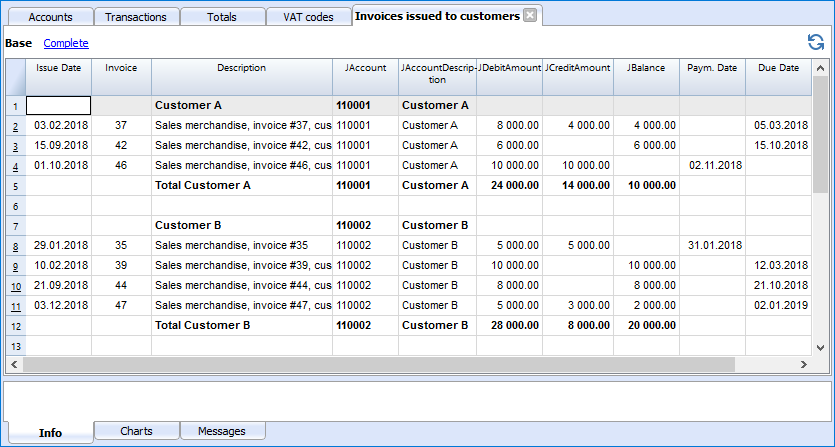 Accounts Transactions Totals VAT codes Invoices issued to customers
Base Complete
Issue Date Invoice Description JAccount JAccountDescrip-tion JDebitAmount JCreditAmount JBalance Paym. Date Due Date
1 Customer A 110001 Customer A
2 03.02.2018 37 Sales merchandise, invoice #37, cus 110001 Customer A 8 000.00 4 000.00 4 000.00 05.03.2018
3 15.09.2018 42 Sales merchandise, invoice #42, cus 110001 Customer A 6 000.00 6 000.00 15.10.2018
4 01.10.2018 46 Sales merchandise, invoice #46, cus 110001 Customer A 10 000.00 10 000.00 02.11.2018
5 Total Customer A 110001 Customer A 24 000.00 14 000.00 10 000.00
6
7 Customer B 110002 Customer B
8 29.01.2018 35 Sales merchandise, invoice #35 110002 Customer B 5 000.00 5 000.00 31.01.2018
9 10.02.2018 39 Sales merchandise, invoice #39, cus 110002 Customer B 10 000.00 10 000.00 12.03.2018
10 21.09.2018 44 Sales merchandise, invoice #44, cus 110002 Customer B 8 000.00 8 000.00 21.10.2018
11 03.12.2018 47 Sales merchandise, invoice #47, cus 110002 Customer B 5 000.00 3 000.00 2 000.00 02.01.2019
12 Total Customer B 110002 Customer B 28 000.00 8 000.00 20 000.00
13
Info Charts Messages